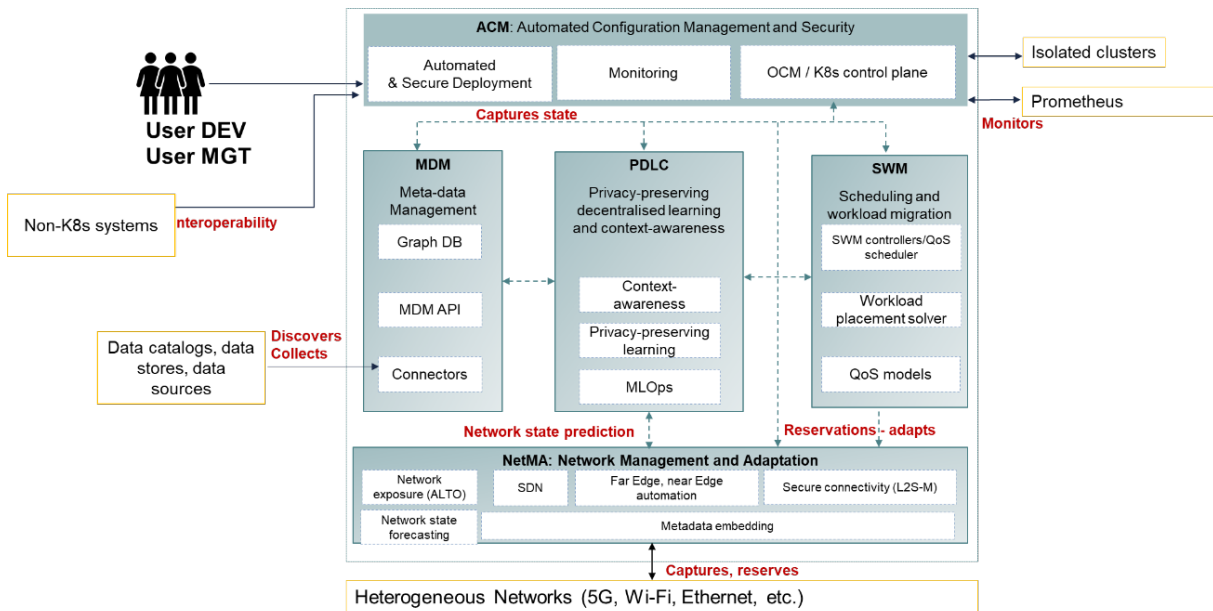 ACM: Automated Configuration Management and Security
Automated
& Secure Deployment
Monitoring
OCM / K8s control plane
Isolated clusters
Prometheus
Monitors
User DEV
User MGT
Captures state
Non-K8s systems
nteroperability
MDM
Meta-data
Management
Graph DB
MDM API
Connectors
PDLC
Privacy-preserving
decentralised learning
and context-awareness
Context-
awareness
Privacy-preserving
learning
MLOps
SWM
Scheduling and
workload migration
SWM controllers/QoS
scheduler
Workload
placement solver
QoS models
Data catalogs, data
stores, data
sources
Discovers
Collects
Network state prediction
Reservations - adapts
NetMA: Network Management and Adaptation
Network
exposure (ALTO)
SDN
Far Edge, near Edge
automation
Secure connectivity (L2S-M)
Network state
forecasting
Metadata embedding
Captures, reserves
Heterogeneous Networks (5G, Wi-Fi, Ethernet, etc.)